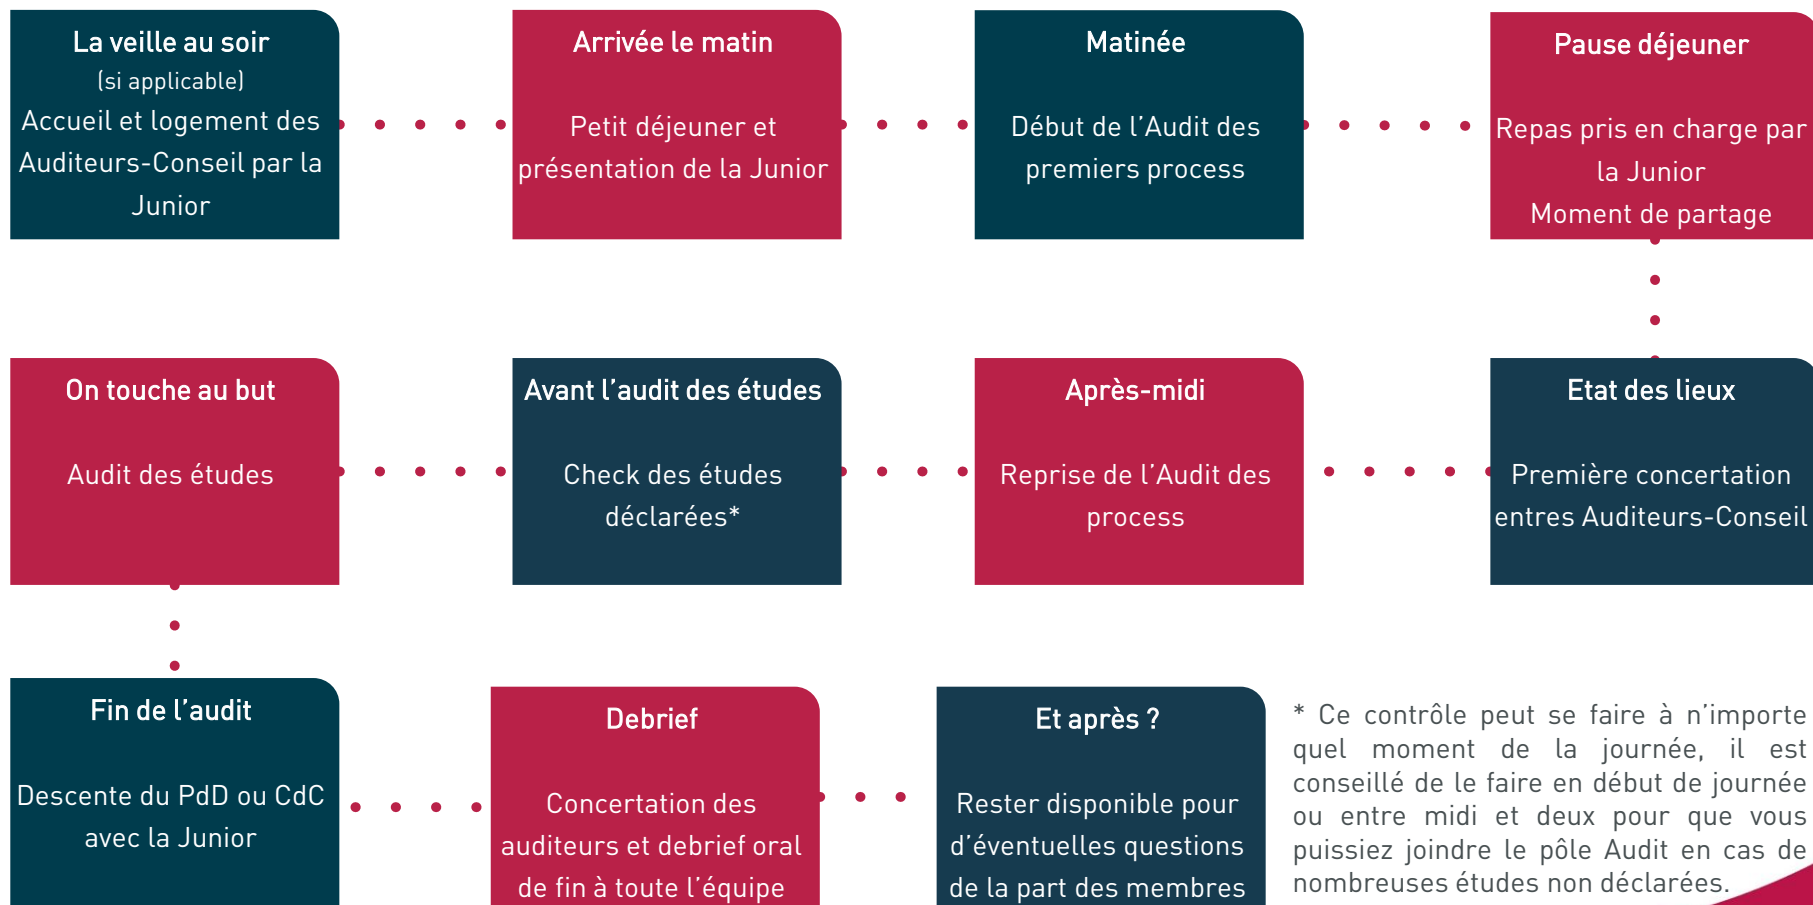 La veille au soir
(si applicable)
Accueil et logement des
Auditeurs-Conseil par la
Junior
Arrivée le matin
Petit déjeuner et
présentation de la Junior
Matinée
Début de l’Audit des
premiers process
Pause déjeuner
Repas pris en charge par
la Junior
Moment de partage
Etat des lieux
Première concertation
entres Auditeurs-Conseil
Après-midi
Reprise de l’Audit des
process
Avant l’audit des études
Check des études
déclarées*
On touche au but
Audit des études
Fin de l’audit
Descente du PdD ou CdC
avec la Junior
Debrief
Concertation des
auditeurs et debrief oral
de fin à toute l’équipe
Et après ?
Rester disponible pour
d’éventuelles questions
de la part des membres
* Ce contrôle peut se faire à n’importe
quel moment de la journée, il est
conseillé de le faire en début de journée
ou entre midi et deux pour que vous
puissiez joindre le pôle Audit en cas de
nombreuses études non déclarées.